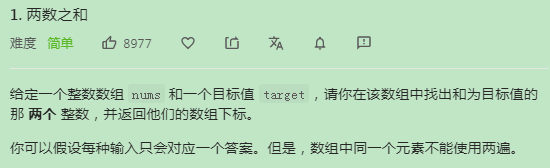 1. 两数之和
难度 简单 8977
给定一个整数数组 nums 和一个目标值 target，请你在该数组中找出和为目标值的
那 两个 整数，并返回他们的数组下标。
你可以假设每种输入只会对应一个答案。但是，数组中同一个元素不能使用两遍。